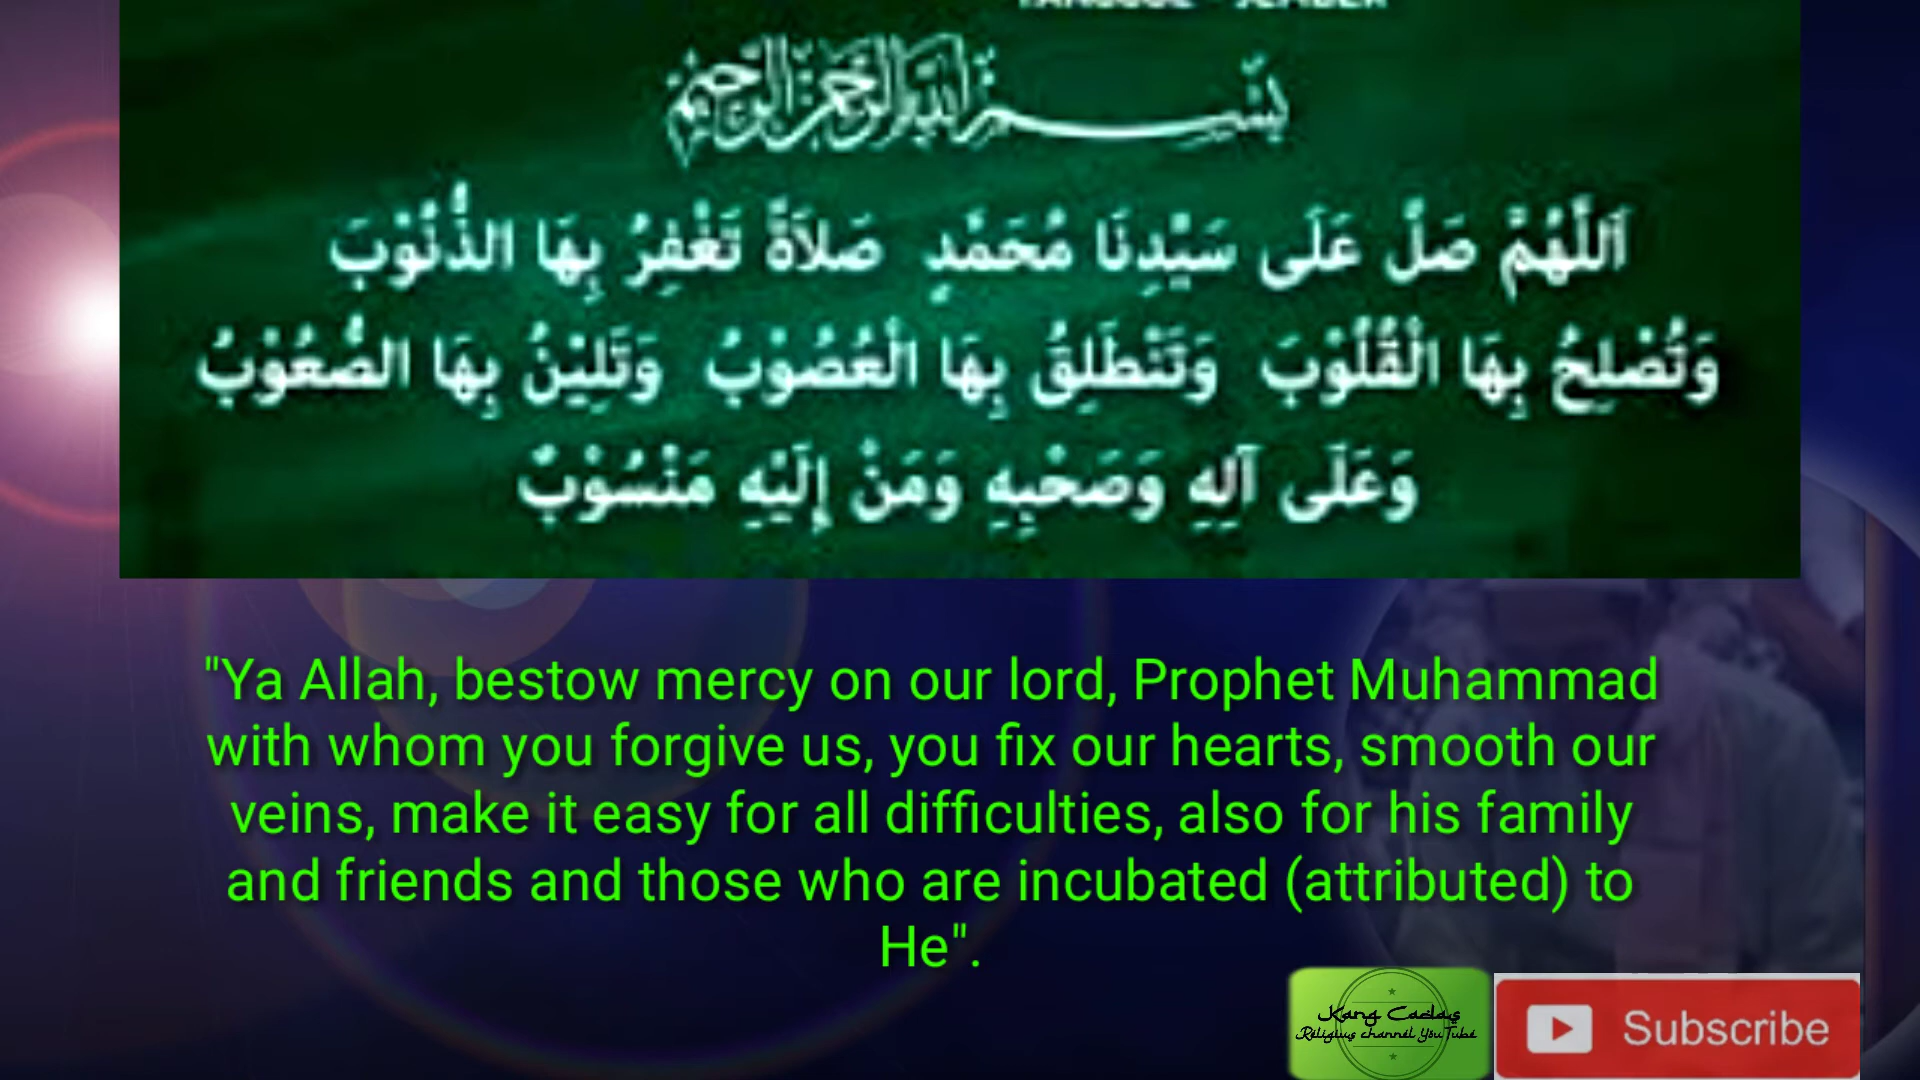 بِسْمِ اللهِ الرَّحْمٰنِ الرَّحِيْمِ
اَللّٰهُمَّ صَلِّ عَلَى سَيِّدِنَا مُحَمَّدٍ صَلَاةً تَغْفِرُ بِهَا الذُّنُوْبَ
وَتُصْلِحُ بِهَا الْقُلُوْبَ وَتَنْطَلِقُ بِهَا الْعُصُوْبُ وَتَلِيْنُ بِهَا الصُّعُوْبُ
وَعَلَى آلِهِ وَصَحْبِهِ وَمَنْ إِلَيْهِ مَنْسُوْبٌ
"Ya Allah, bestow mercy on our lord, Prophet Muhammad
with whom you forgive us, you fix our hearts, smooth our
veins, make it easy for all difficulties, also for his family
and friends and those who are incubated (attributed) to
He".
Kang Cadas
Religius channel YouTube
Subscribe